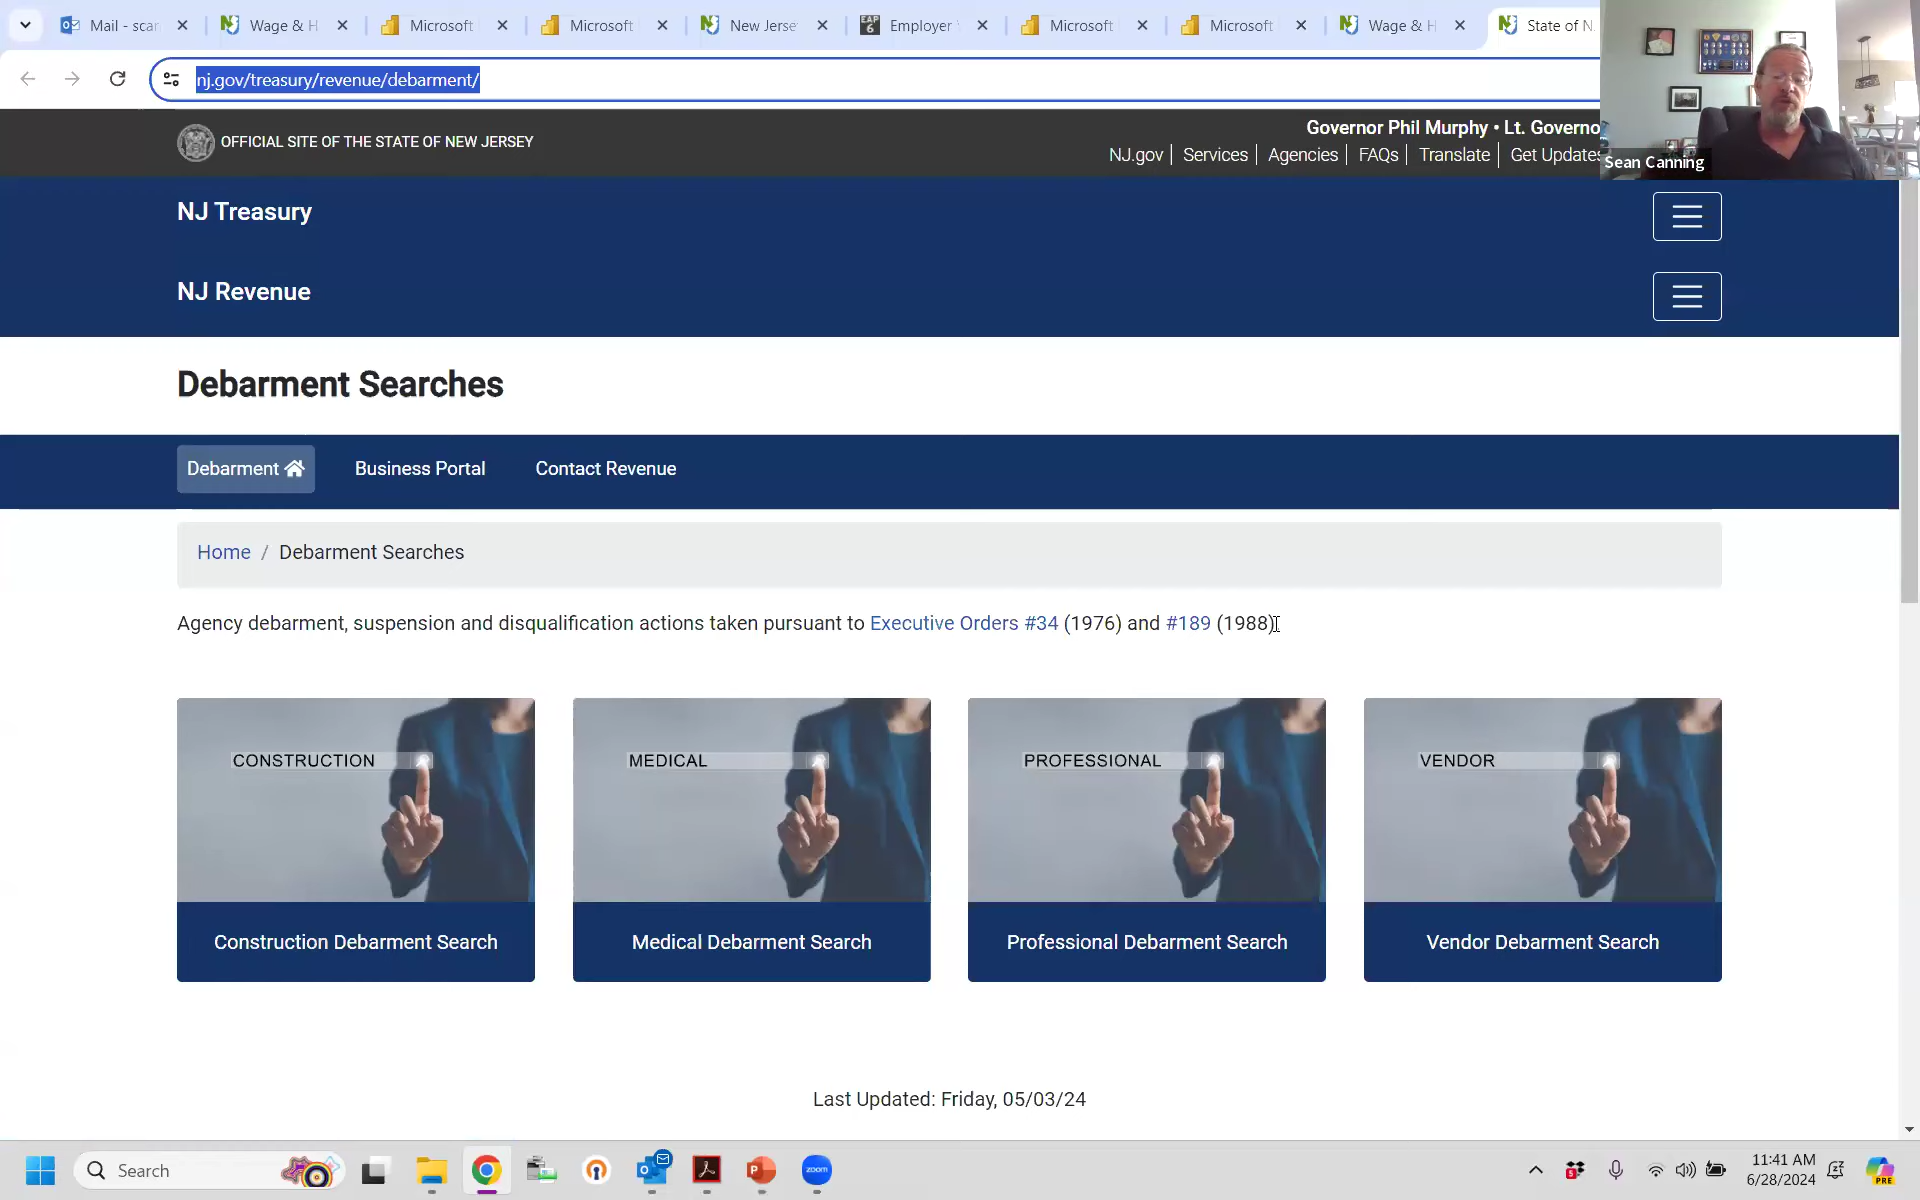 Mail - scar
Wage & H
Microsoft
Microsoft
New Jerse
Employer
Microsoft
Microsoft
Wage & H
State of N
nj.gov/treasury/revenue/debarment/
OFFICIAL SITE OF THE STATE OF NEW JERSEY
Governor Phil Murphy • Lt. Governo
NJ.gov | Services | Agencies | FAQs | Translate | Get Updates
Sean Canning
NJ Treasury
NJ Revenue
Debarment Searches
Debarment
Business Portal
Contact Revenue
Home / Debarment Searches
Agency debarment, suspension and disqualification actions taken pursuant to Executive Orders #34 (1976) and #189 (1988)
CONSTRUCTION
MEDICAL
PROFESSIONAL
VENDOR
Construction Debarment Search
Medical Debarment Search
Professional Debarment Search
Vendor Debarment Search
Last Updated: Friday, 05/03/24
Search
zoom
PRE
11:41 AM
6/28/2024